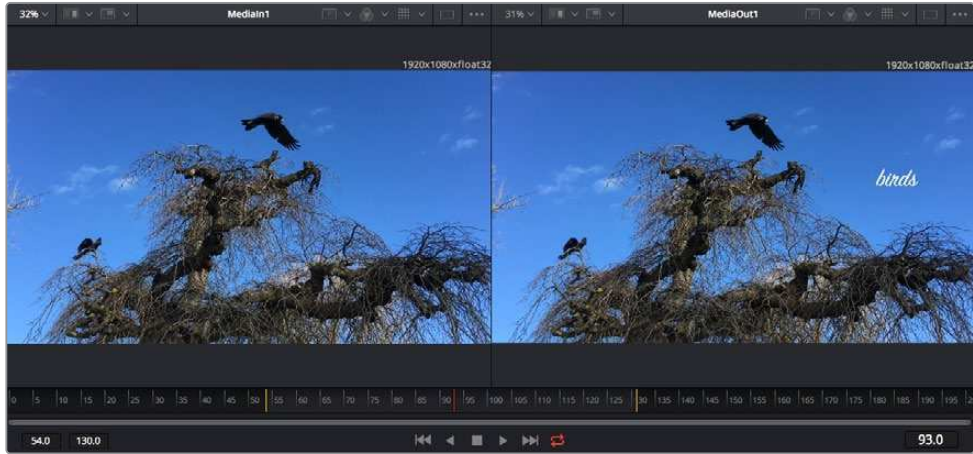 32% MediaIn1 31% MediaOut1
1920x1080xfloat32 1920x1080xfloat32
birds
0 5 10 15 20 25 30 35 40 45 50 55 60 65 70 75 80 85 90 95 100 105 110 115 120 125 130 135 140 145 150 155 160 165 170 175 180 185 190 195
54.0 130.0 93.0